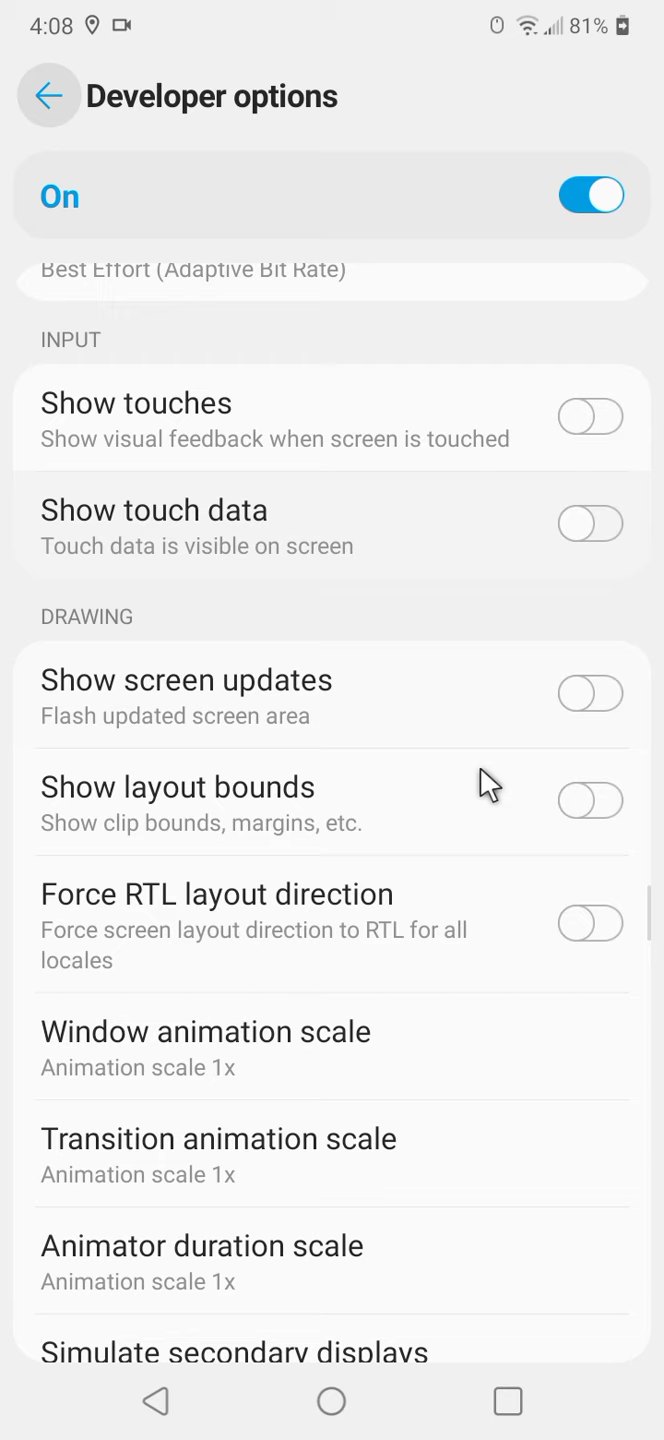 4:08 81%
Developer options
On
Best Effort (Adaptive Bit Rate)
INPUT
Show touches
Show visual feedback when screen is touched
Show touch data
Touch data is visible on screen
DRAWING
Show screen updates
Flash updated screen area
Show layout bounds
Show clip bounds, margins, etc.
Force RTL layout direction
Force screen layout direction to RTL for all
locales
Window animation scale
Animation scale 1x
Transition animation scale
Animation scale 1x
Animator duration scale
Animation scale 1x
Simulate secondary displays